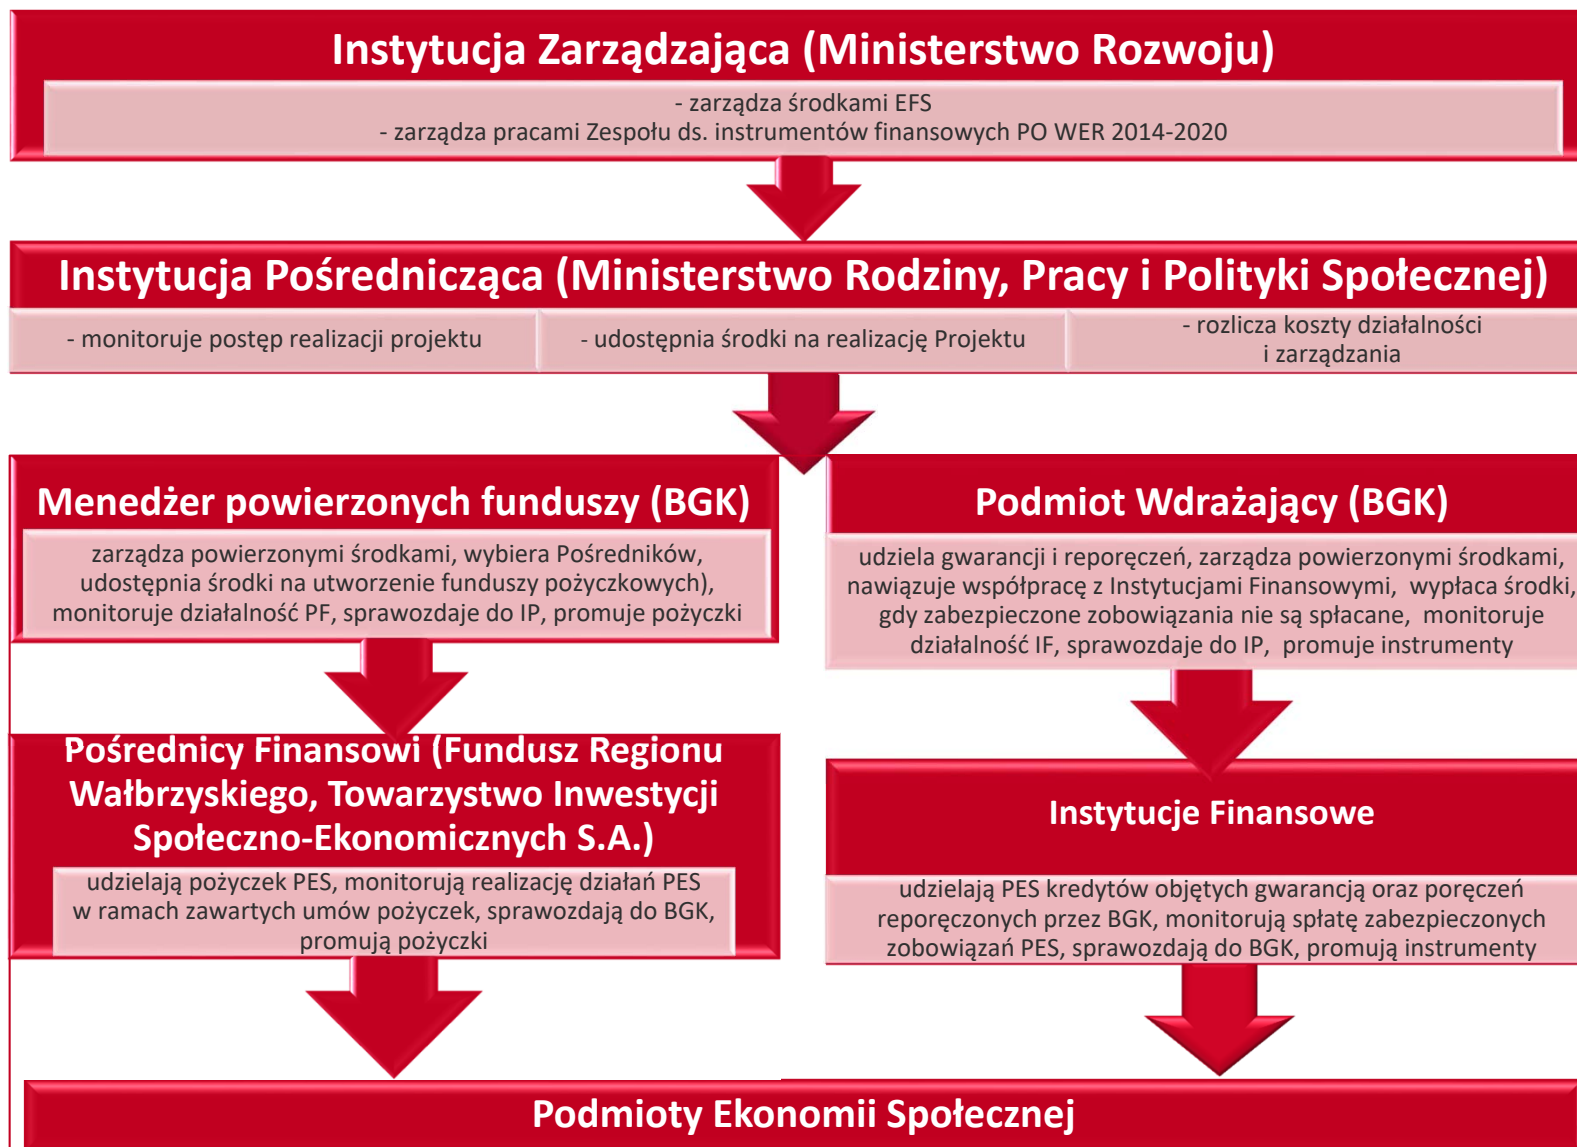 Instytucja Zarządzająca (Ministerstwo Rozwoju)
- zarządza środkami EFS
- zarządza pracami Zespołu ds. instrumentów finansowych PO WER 2014-2020
Instytucja Pośrednicząca (Ministerstwo Rodziny, Pracy i Polityki Społecznej)
- monitoruje postęp realizacji projektu
- udostępnia środki na realizację Projektu
- rozlicza koszty działalności
i zarządzania
Menedżer powierzonych funduszy (BGK)
zarządza powierzonymi środkami, wybiera Pośredników,
udostępnia środki na utworzenie funduszy pożyczkowych),
monitoruje działalność PF, sprawozdaje do IP, promuje pożyczki
Podmiot Wdrażający (BGK)
udziela gwarancji i reporęczeń, zarządza powierzonymi środkami,
nawiązuje współpracę z Instytucjami Finansowymi, wypłaca środki,
gdy zabezpieczone zobowiązania nie są spłacane, monitoruje
działalność IF, sprawozdaje do IP, promuje instrumenty
Pośrednicy Finansowi (Fundusz Regionu
Wałbrzyskiego, Towarzystwo Inwestycji
Społeczno-Ekonomicznych S.A.)
udzielają pożyczek PES, monitorują realizację działań PES
w ramach zawartych umów pożyczek, sprawozdają do BGK,
promują pożyczki
Instytucje Finansowe
udzielają PES kredytów objętych gwarancją oraz poręczeń
reporęczonych przez BGK, monitorują spłatę zabezpieczonych
zobowiązań PES, sprawozdają do BGK, promują instrumenty
Podmioty Ekonomii Społecznej